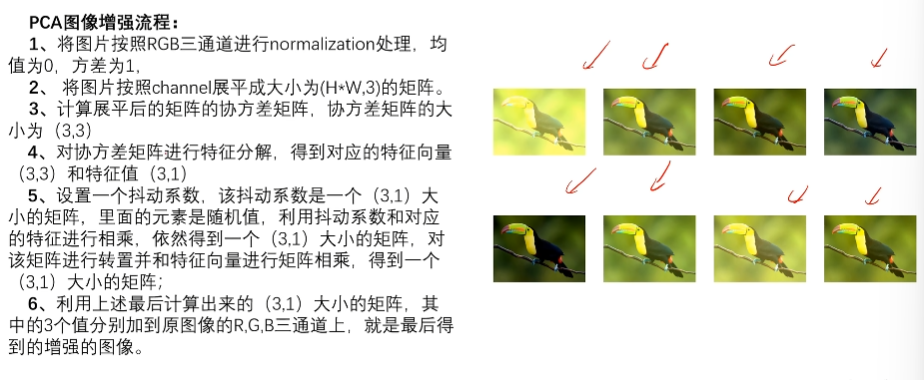 PCA图像增强流程：
1、将图片按照RGB三通道进行normalization处理，均
值为0，方差为1,
2、 将图片按照channel展平成大小为(H*W,3)的矩阵。
3、计算展平后的矩阵的协方差矩阵，协方差矩阵的大
小为（3,3）
4、对协方差矩阵进行特征分解，得到对应的特征向量
（3,3）和特征值（3,1）
5、设置一个抖动系数，该抖动系数是一个（3,1）大
小的矩阵，里面的元素是随机值，利用抖动系数和对应
的特征进行相乘，依然得到一个（3,1）大小的矩阵，对
该矩阵进行转置并和特征向量进行矩阵相乘，得到一个
（3,1）大小的矩阵；
6、利用上述最后计算出来的（3,1）大小的矩阵，其
中的3个值分别加到原图像的R,G,B三通道上，就是最后得
到的增强的图像。